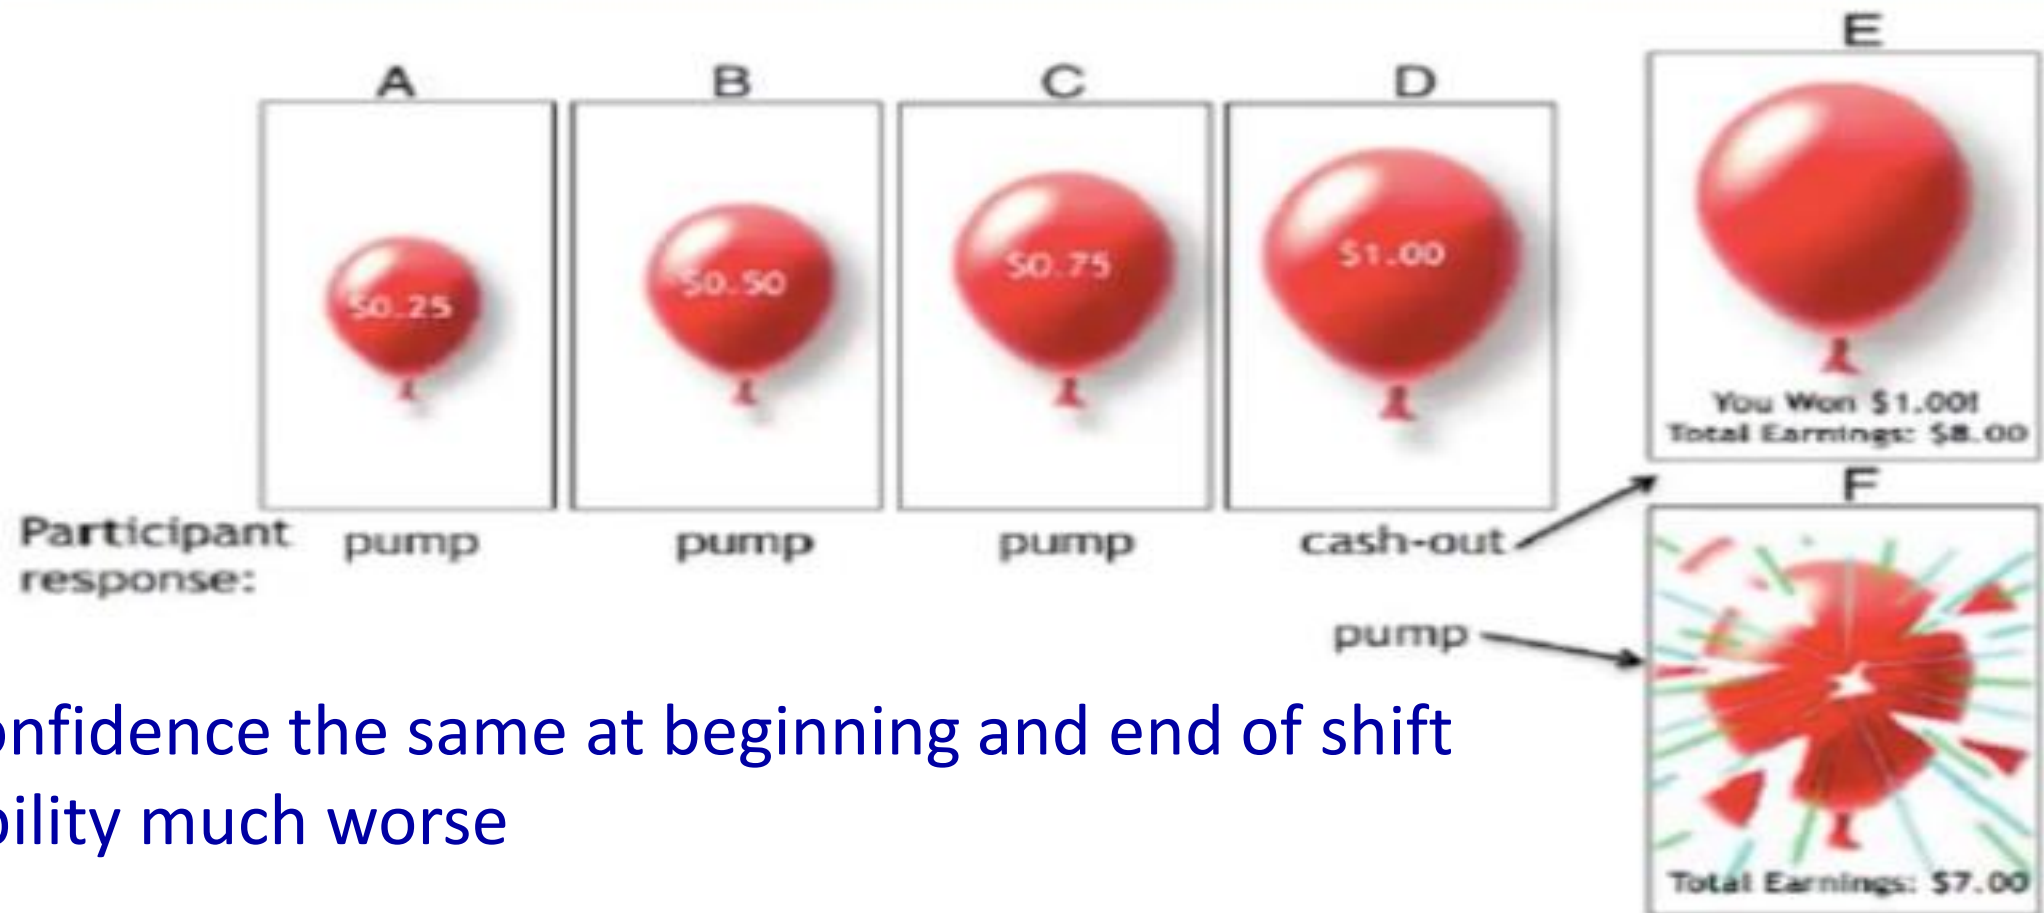 A
B
C
D
E
$0.25
$0.50
$0.75
$1.00
You Won $1.00!
Total Earnings: $8.00
F
Participant
response:
pump
pump
pump
cash-out
pump
Total Earnings: $7.00
onfidence the same at beginning and end of shift
bility much worse